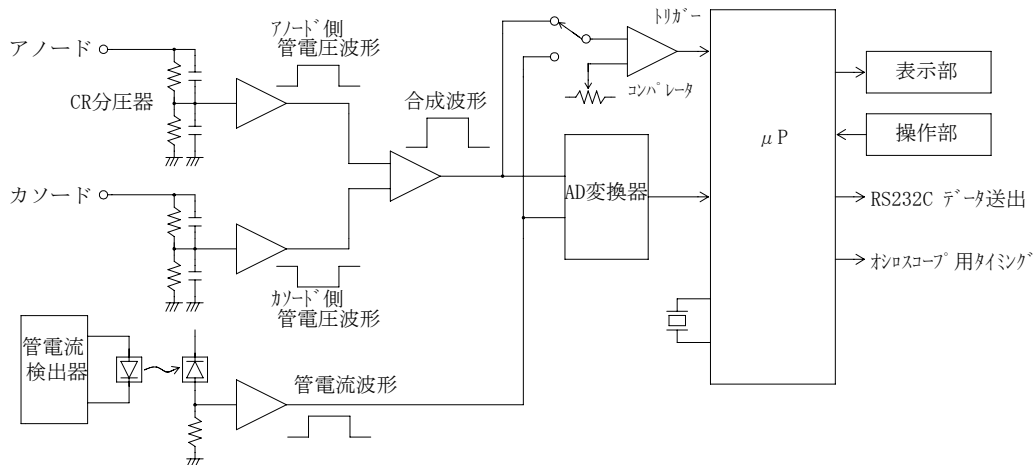 アノード
CR分圧器
アノード側
管電圧波形
合成波形
トリガー
コンパレータ
μP
表示部
操作部
AD変換器
RS232C データ送出
オシロスコープ用タイミング
カソード
カソード側
管電圧波形
管電流
検出器
管電流波形